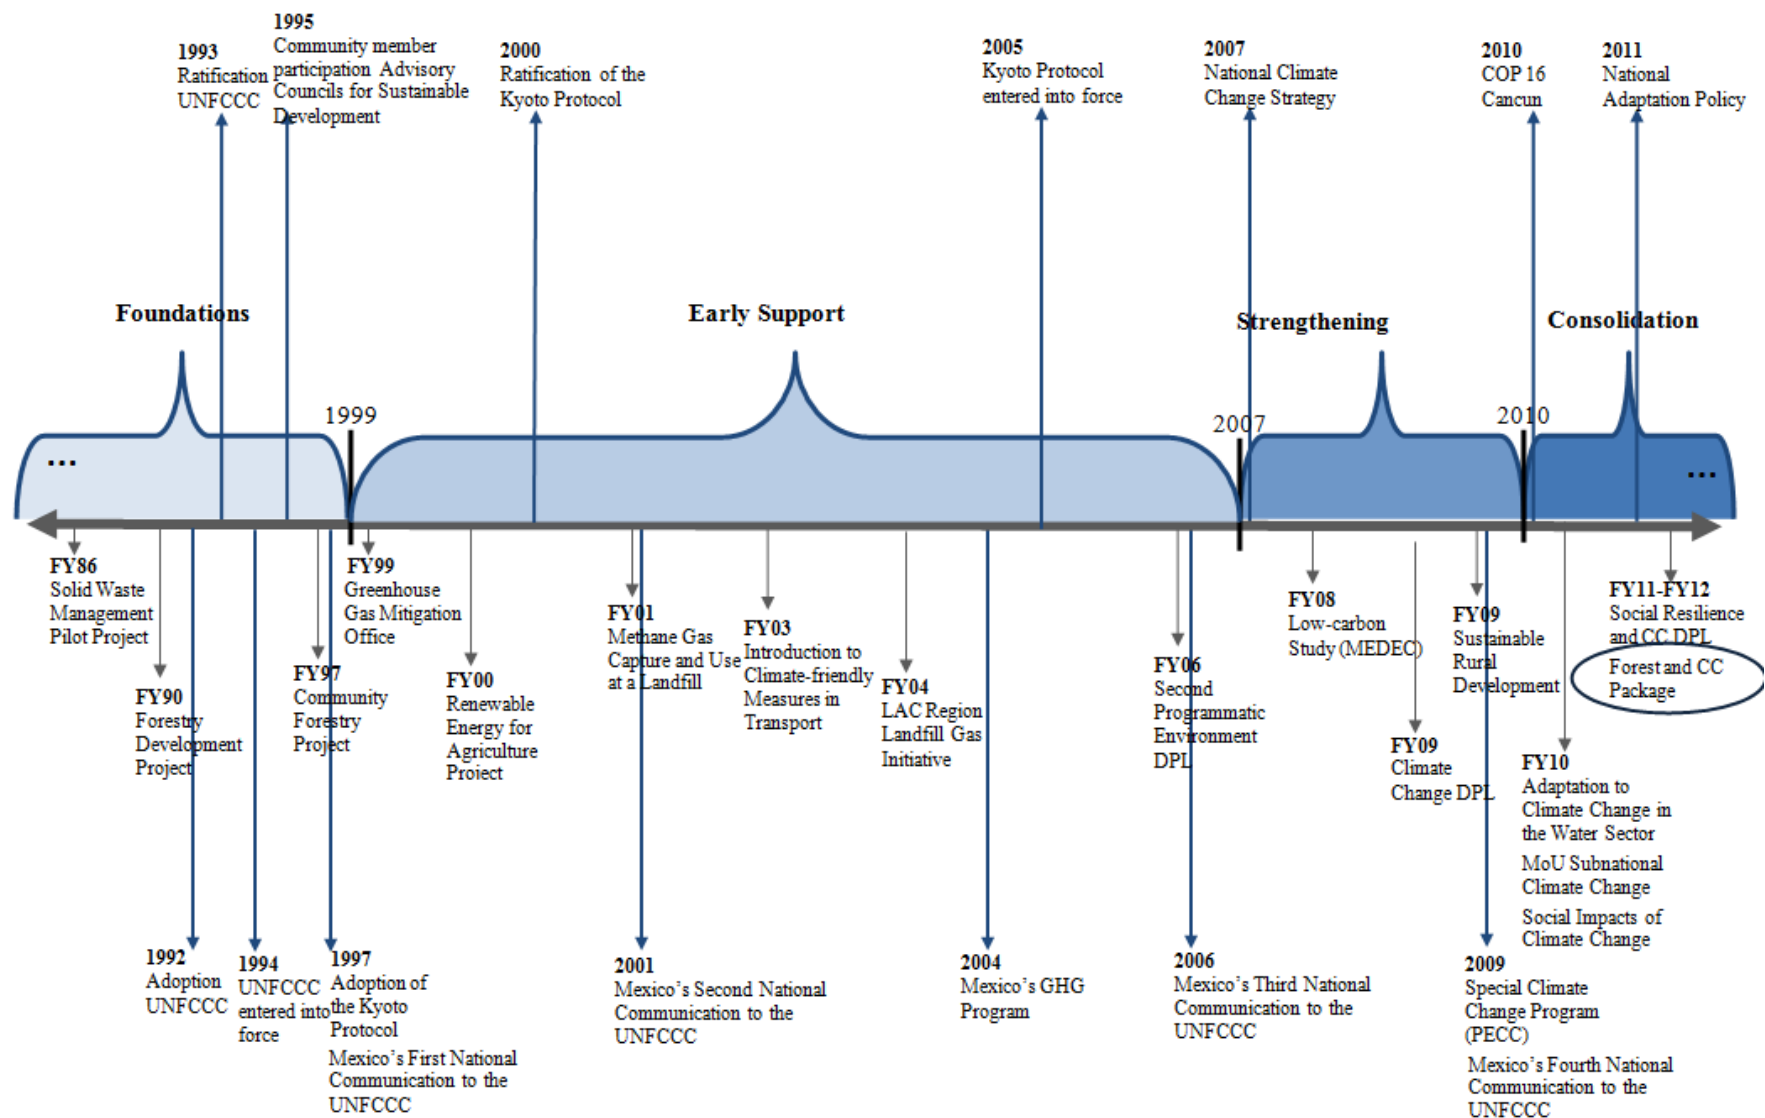 1993
Ratification
UNFCCC
1995
Community member
participation Advisory
Councils for Sustainable
Development
2000
Ratification of the
Kyoto Protocol
2005
Kyoto Protocol
entered into force
2007
National Climate
Change Strategy
2010
COP 16
Cancun
2011
National
Adaptation Policy
Foundations
Early Support
Strengthening
Consolidation
1999
2007
2010
...
...
FY86
Solid Waste
Management
Pilot Project
FY90
Forestry
Development
Project
FY97
Community
Forestry
Project
FY99
Greenhouse
Gas Mitigation
Office
FY00
Renewable
Energy for
Agriculture
Project
FY01
Methane Gas
Capture and Use
at a Landfill
FY03
Introduction to
Climate-friendly
Measures in
Transport
FY04
LAC Region
Landfill Gas
Initiative
FY06
Second
Programmatic
Environment
DPL
FY08
Low-carbon
Study (MEDEC)
FY09
Climate
Change DPL
FY09
Sustainable
Rural
Development
FY10
Adaptation to
Climate Change in
the Water Sector
MoU Subnational
Climate Change
Social Impacts of
Climate Change
FY11-FY12
Social Resilience
and CC DPL
Forest and CC
Package
1992
Adoption
UNFCCC
1994
UNFCCC
entered into
force
1997
Adoption of
the Kyoto
Protocol
Mexico's First National
Communication to the
UNFCCC
2001
Mexico's Second National
Communication to the
UNFCCC
2004
Mexico's GHG
Program
2006
Mexico's Third National
Communication to the
UNFCCC
2009
Special Climate
Change Program
(PECC)
Mexico's Fourth National
Communication to the
UNFCCC